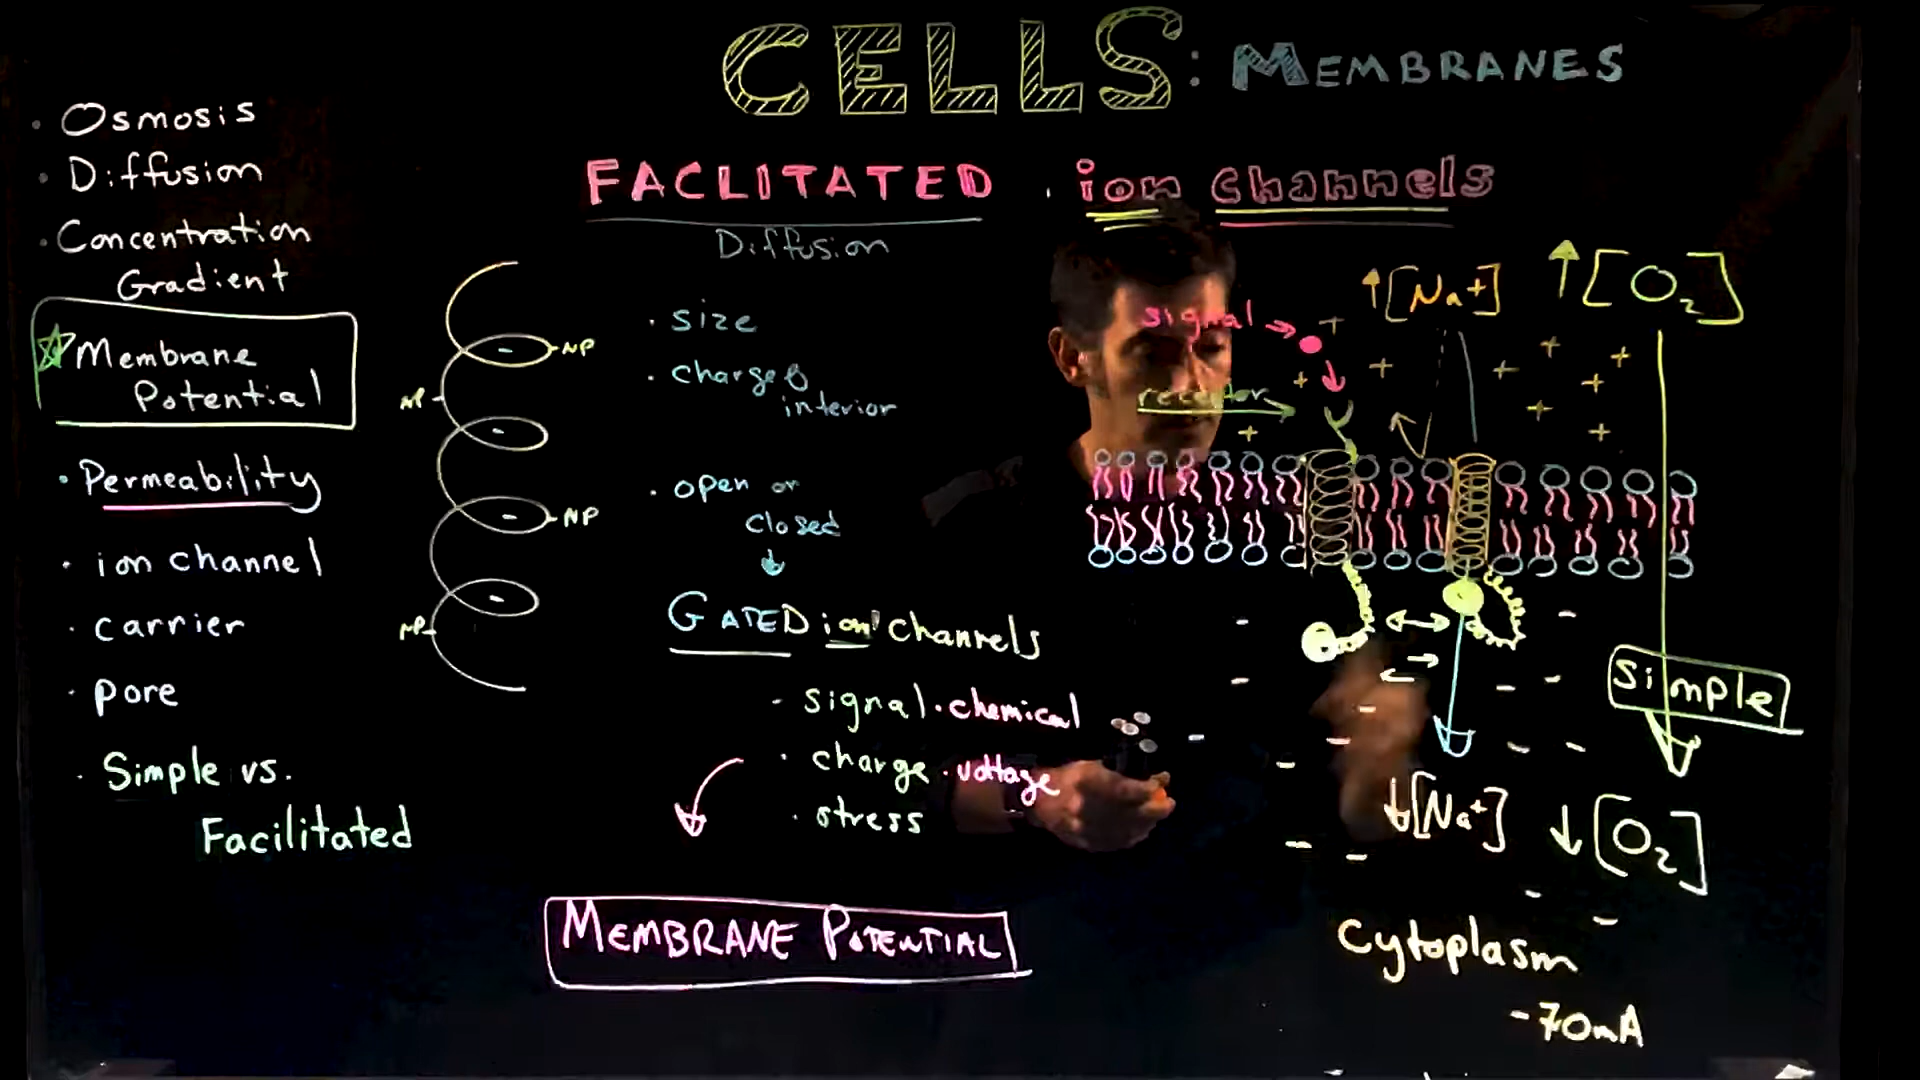 CELLS: MEMBRANES
• Osmosis
• Diffusion
• Concentration
Gradient
Membrane
Potential
• Permeability
• ion channel
• carrier
• pore
• Simple vs.
Facilitated
NP
NP
NP
NP
FACLITATED • ion channels
Diffusion
• size
• charge &
interior
• open or
closed
GATED ion channels
- signal • chemical
• charge • voltage
• stress
MEMBRANE POTENTIAL
signal
receptor
↑[Na+]
↑[O2]
+ + + + + + + + + +
simple
↓[Na+]
↓[O2]
Cytoplasm
-70mA